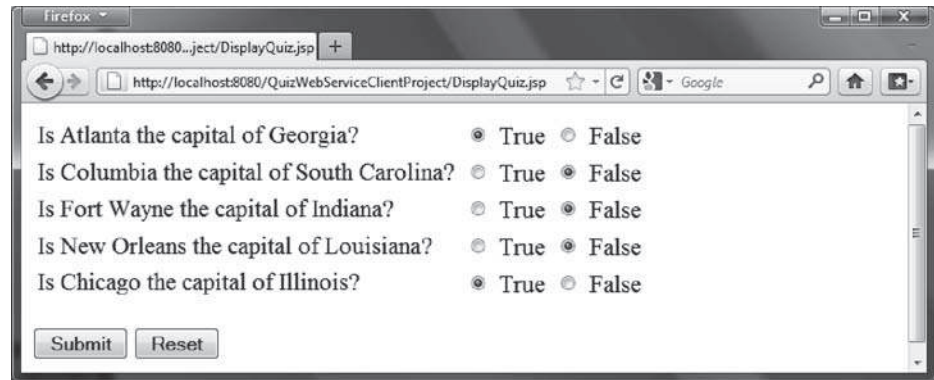 Firefox
http://localhost:8080...ject/DisplayQuiz.jsp +
http://localhost:8080/QuizWebServiceClientProject/DisplayQuiz.jsp Google
Is Atlanta the capital of Georgia? True False
Is Columbia the capital of South Carolina? True False
Is Fort Wayne the capital of Indiana? True False
Is New Orleans the capital of Louisiana? True False
Is Chicago the capital of Illinois? True False
Submit Reset